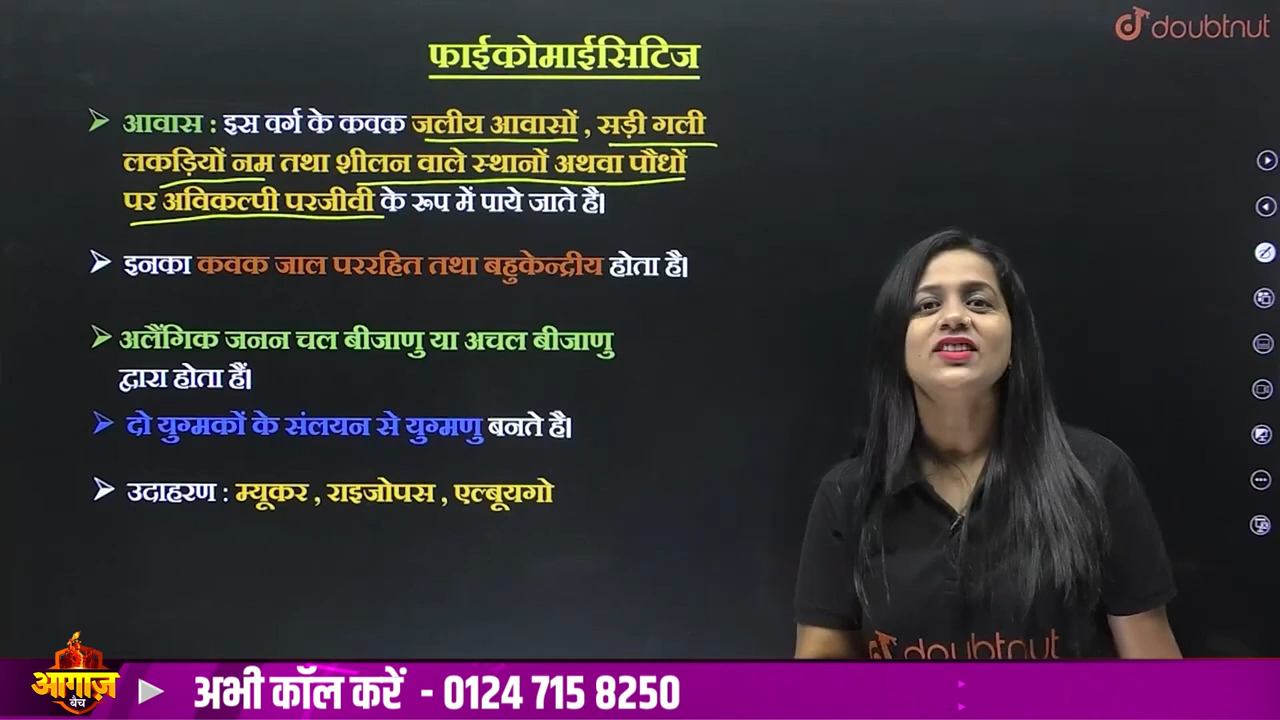 doubtnut
फाईकोमाईसिटिज
आवास : इस वर्ग के कवक जलीय आवासों , सड़ी गली
लकड़ियों नम तथा शीलन वाले स्थानों अथवा पौधों
पर अविकल्पी परजीवी के रूप में पाये जाते है।
इनका कवक जाल पररहित तथा बहुकेन्द्रीय होता है।
अलैंगिक जनन चल बीजाणु या अचल बीजाणु
द्वारा होता हैं।
दो युग्मकों के संलयन से युग्मणु बनते है।
उदाहरण : म्यूकर , राइजोपस , एल्बूयगो
doubtnut
आगाज़
बैच
अभी कॉल करें - 0124 715 8250